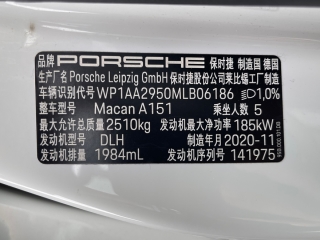 品牌 PORSCHE 保时捷 制造国 德国
生产厂名 Porsche Leipzig GmbH 保时捷股份公司莱比锡工厂制造
车辆识别代号 WP1AA2950MLB06186 1,0%
整车型号 Macan A151 乘坐人数 5
最大允许总质量 2510kg 发动机最大净功率 185kW
发动机型号 DLH 制造年月 2020-11
发动机排量 1984mL 发动机号 141975